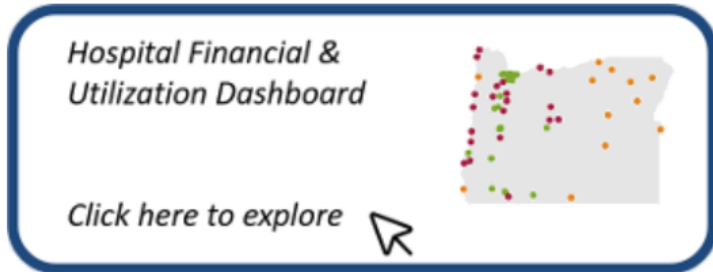 Hospital Financial &
Utilization Dashboard
Click here to explore